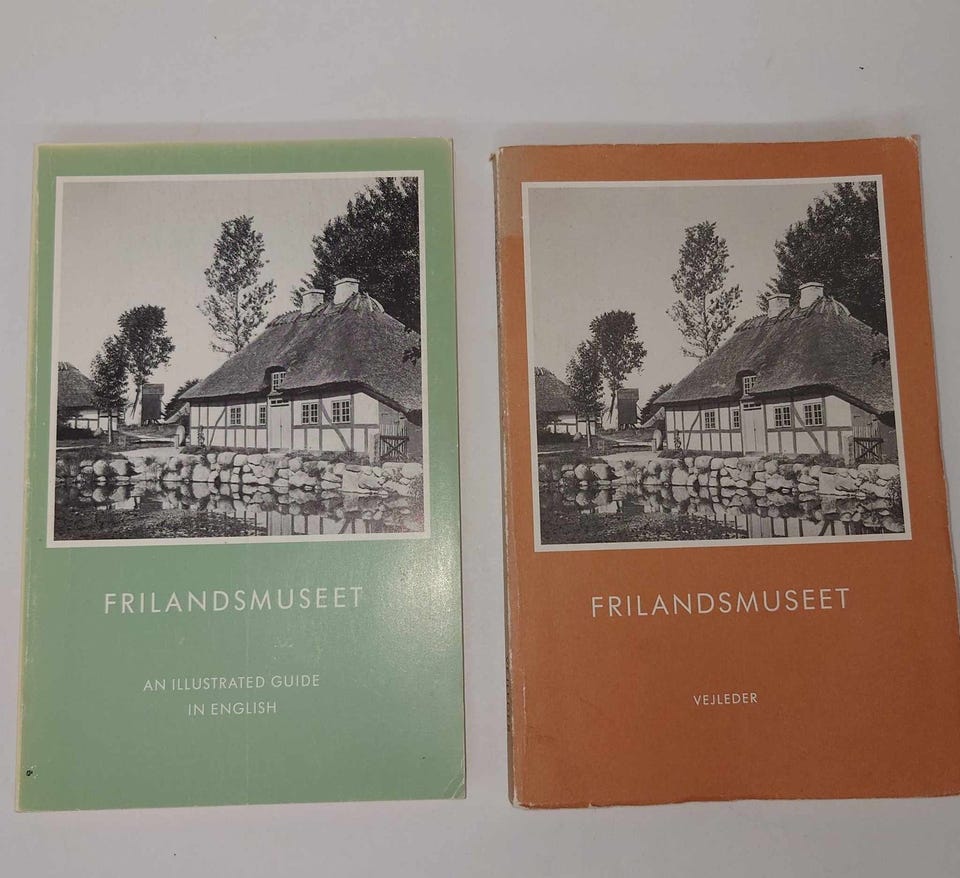 FRILANDSMUSEET
AN ILLUSTRATED GUIDE
IN ENGLISH
FRILANDSMUSEET
VEJLEDER